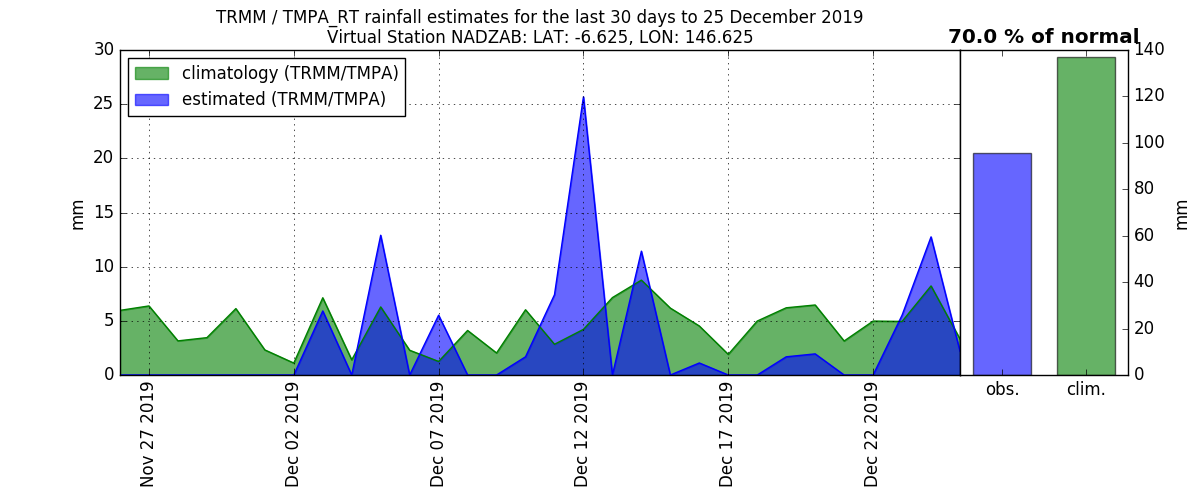 TRMM / TMPA_RT rainfall estimates for the last 30 days to 25 December 2019
Virtual Station NADZAB: LAT: -6.625, LON: 146.625
70.0 % of normal
climatology (TRMM/TMPA)
estimated (TRMM/TMPA)
30
25
20
15
10
5
0
mm
Nov 27 2019
Dec 02 2019
Dec 07 2019
Dec 12 2019
Dec 17 2019
Dec 22 2019
140
120
100
80
60
40
20
0
mm
obs.
clim.